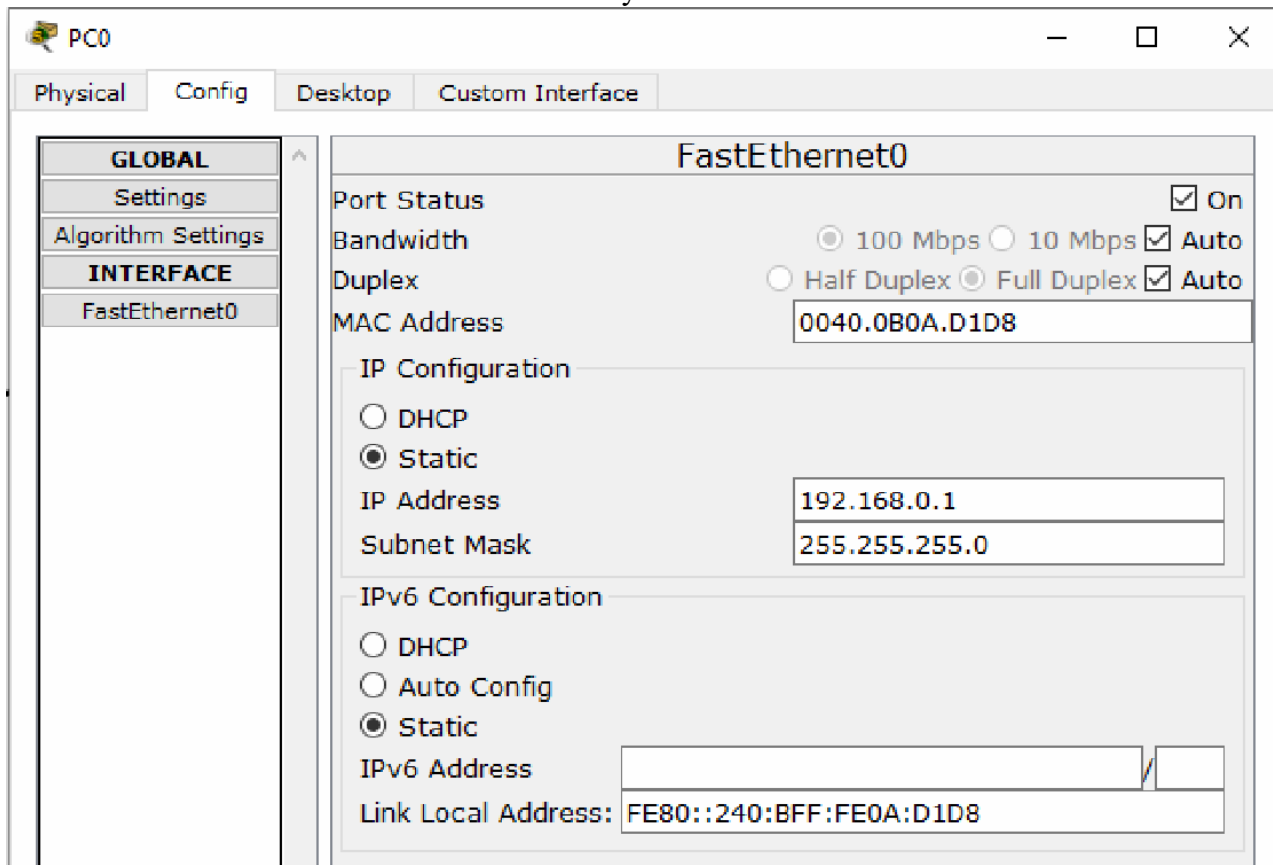 PC0
Physical Config Desktop Custom Interface
GLOBAL
Settings
Algorithm Settings
INTERFACE
FastEthernet0
FastEthernet0
Port Status On
Bandwidth 100 Mbps 10 Mbps Auto
Duplex Half Duplex Full Duplex Auto
MAC Address 0040.0B0A.D1D8
IP Configuration
DHCP
Static
IP Address 192.168.0.1
Subnet Mask 255.255.255.0
IPv6 Configuration
DHCP
Auto Config
Static
IPv6 Address /
Link Local Address: FE80::240:BFF:FE0A:D1D8